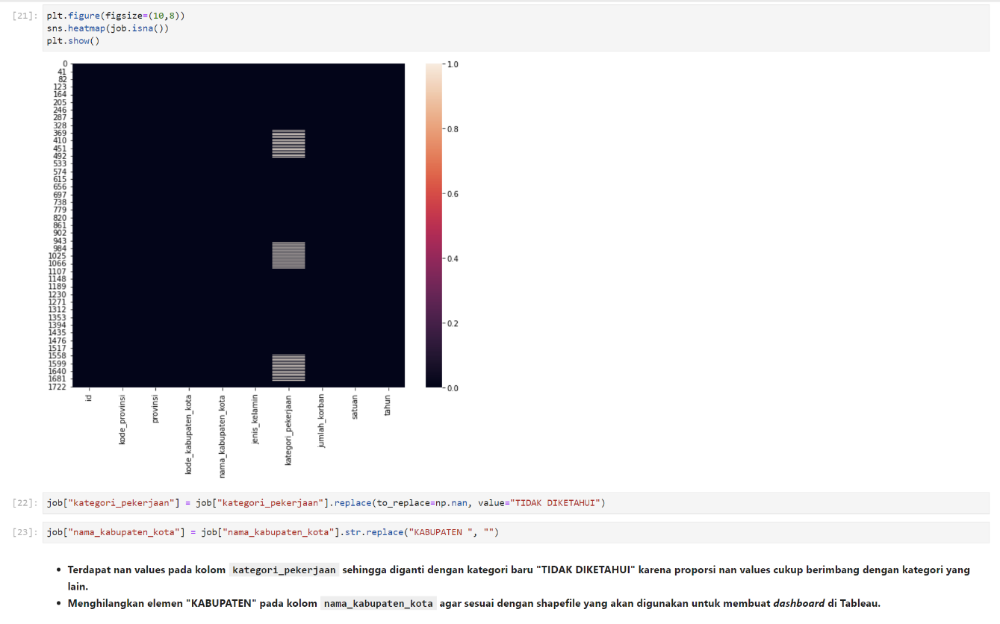 [21]:
plt.figure(figsize=(10,8))
sns.heatmap(job.isna())
plt.show()
0
41
82
123
164
205
246
287
328
369
410
451
492
533
574
615
656
697
738
779
820
861
902
943
984
1025
1066
1107
1148
1189
1230
1271
1312
1353
1394
1435
1476
1517
1558
1599
1640
1681
1722
id
kode_provinsi
provinsi
kode_kabupaten_kota
nama_kabupaten_kota
jenis_kelamin
kategori_pekerjaan
jumlah_korban
satuan
tahun
1.0
0.8
0.6
0.4
0.2
0.0
[22]:
job["kategori_pekerjaan"] = job["kategori_pekerjaan"].replace(to_replace=np.nan, value="TIDAK DIKETAHUI")
[23]:
job["nama_kabupaten_kota"] = job["nama_kabupaten_kota"].str.replace("KABUPATEN ", "")
• Terdapat nan values pada kolom kategori_pekerjaan sehingga diganti dengan kategori baru "TIDAK DIKETAHUI" karena proporsi nan values cukup berimbang dengan kategori yang
lain.
• Menghilangkan elemen "KABUPATEN" pada kolom nama_kabupaten_kota agar sesuai dengan shapefile yang akan digunakan untuk membuat dashboard di Tableau.